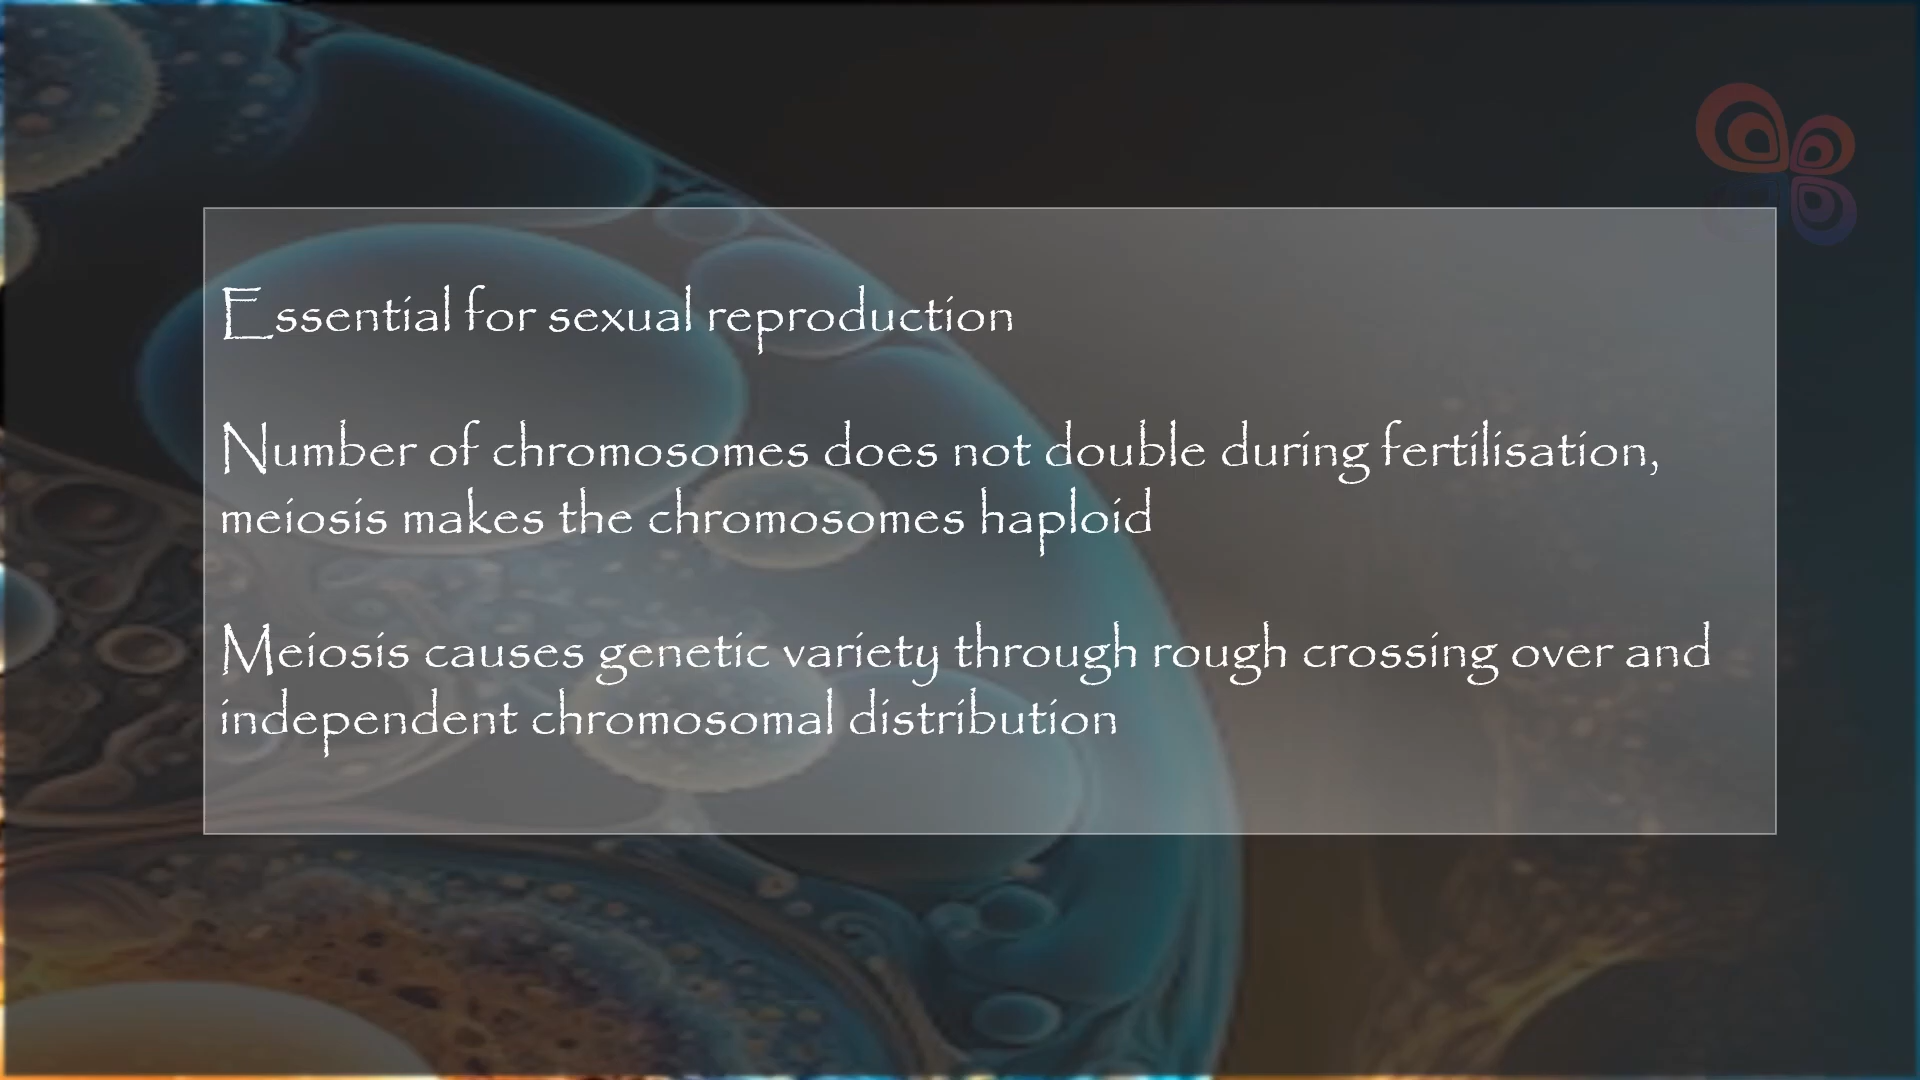 Essential for sexual reproduction
Number of chromosomes does not double during fertilisation,
meiosis makes the chromosomes haploid
Meiosis causes genetic variety through rough crossing over and
independent chromosomal distribution